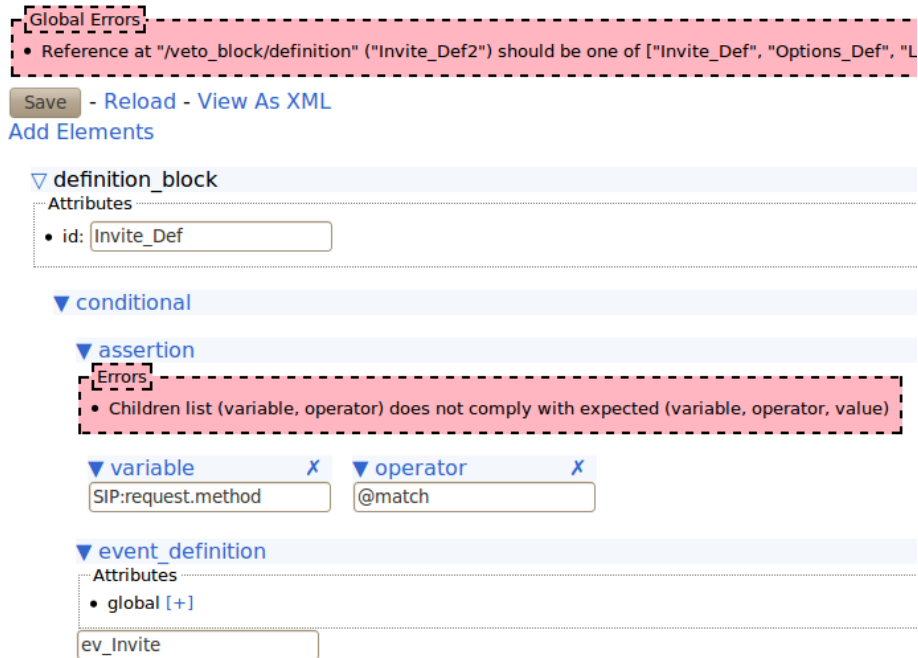 Global Errors
• Reference at "/veto_block/definition" ("Invite_Def2") should be one of ["Invite_Def", "Options_Def", "L
Save - Reload - View As XML
Add Elements
▽ definition_block
Attributes
• id: Invite_Def
▼ conditional
▼ assertion
Errors
• Children list (variable, operator) does not comply with expected (variable, operator, value)
▼ variable ✗ ▼ operator ✗
SIP:request.method @match
▼ event_definition
Attributes
• global [+]
ev_Invite